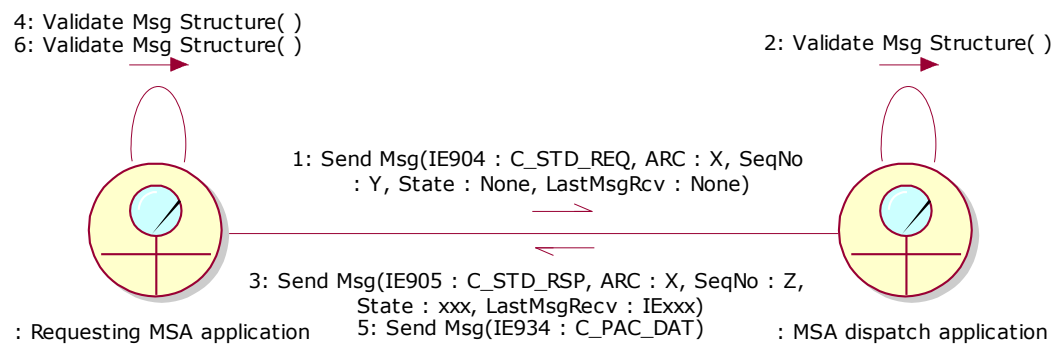 4: Validate Msg Structure( )
6: Validate Msg Structure( )
2: Validate Msg Structure( )
1: Send Msg(IE904 : C_STD_REQ, ARC : X, SeqNo
: Y, State : None, LastMsgRcv : None)
3: Send Msg(IE905 : C_STD_RSP, ARC : X, SeqNo : Z,
State : xxx, LastMsgRecv : IExxx)
5: Send Msg(IE934 : C_PAC_DAT)
: Requesting MSA application
: MSA dispatch application